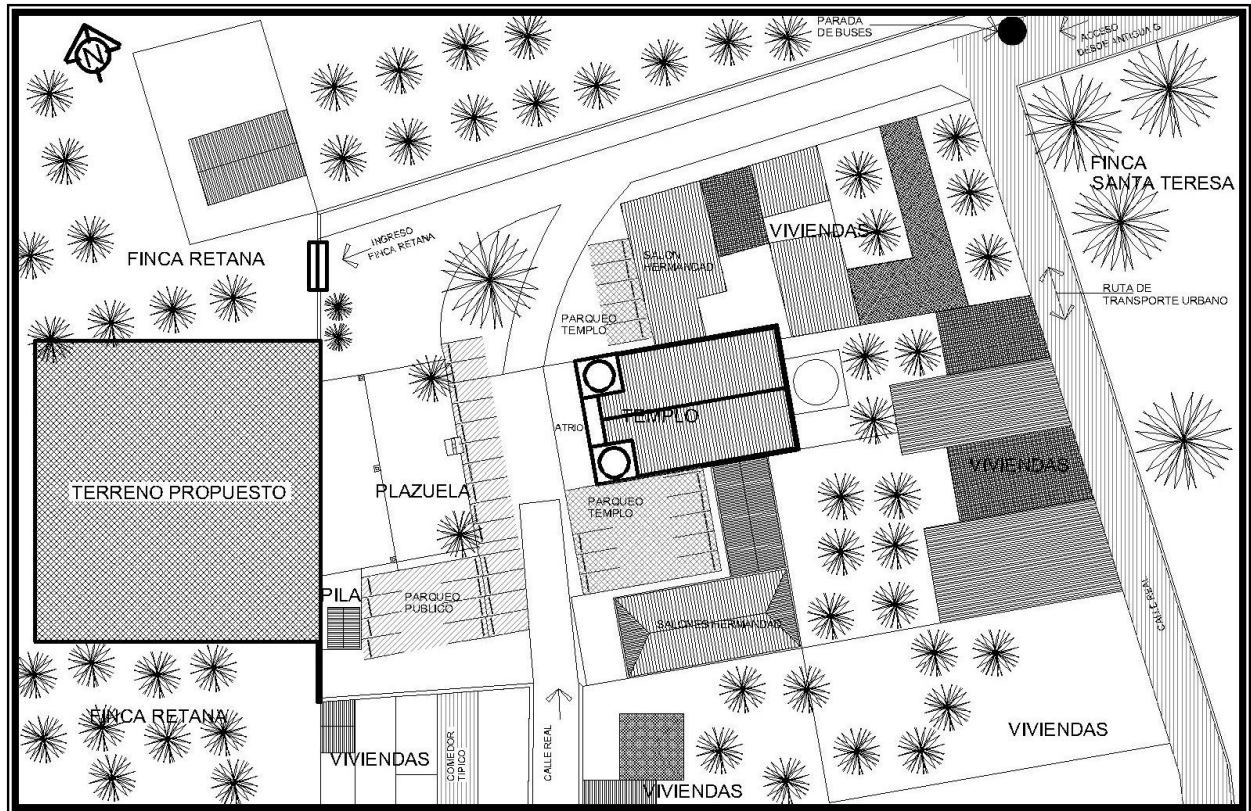 PARADA
DE BUSES
ACCESO
DESDE ANTIGUA G
N
FINCA
SANTA TERESA
INGRESO
FINCA RETANA
VIVIENDAS
FINCA RETANA
SALON
HERMANDAD
RUTA DE
TRANSPORTE URBANO
PARQUEO
TEMPLO
TEMPLO
ATRIO
VIVIENDAS
TERRENO PROPUESTO
PLAZUELA
PARQUEO
TEMPLO
PILA
PARQUEO
PUBLICO
SALONES HERMANDAD
CALLE REAL
FINCA RETANA
VIVIENDAS
COMEDOR
TIPICO
CALLE REAL
VIVIENDAS
VIVIENDAS